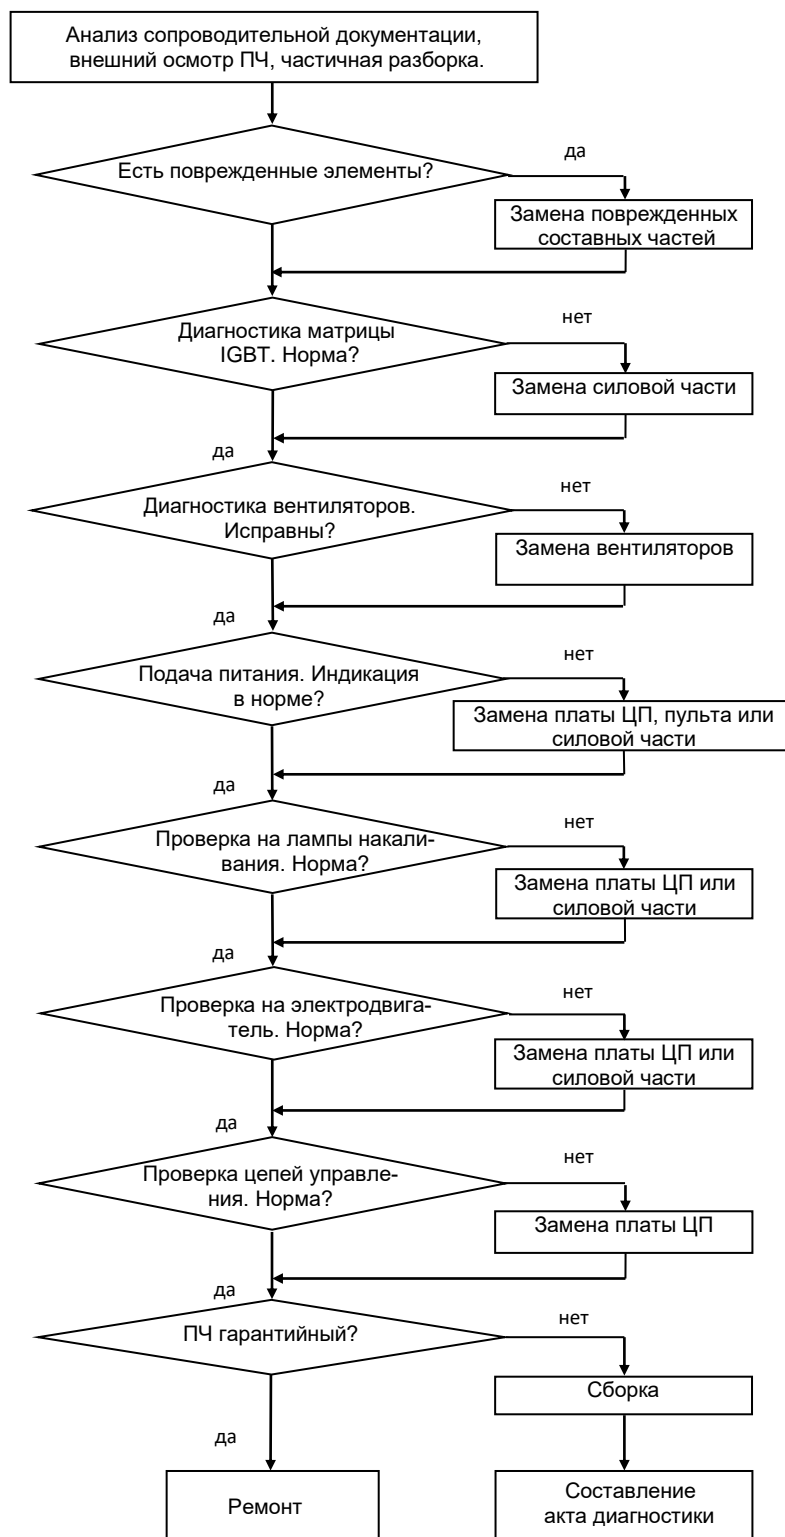 Анализ сопроводительной документации,
внешний осмотр ПЧ, частичная разборка.
Есть поврежденные элементы?
да
Замена поврежденных
составных частей
Диагностика матрицы
IGBT. Норма?
нет
Замена силовой части
да
Диагностика вентиляторов.
Исправны?
нет
Замена вентиляторов
да
Подача питания. Индикация
в норме?
нет
Замена платы ЦП, пульта или
силовой части
да
Проверка на лампы накали-
вания. Норма?
нет
Замена платы ЦП или
силовой части
да
Проверка на электродвига-
тель. Норма?
нет
Замена платы ЦП или
силовой части
да
Проверка цепей управле-
ния. Норма?
нет
Замена платы ЦП
да
ПЧ гарантийный?
нет
Сборка
да
Ремонт
Составление
акта диагностики